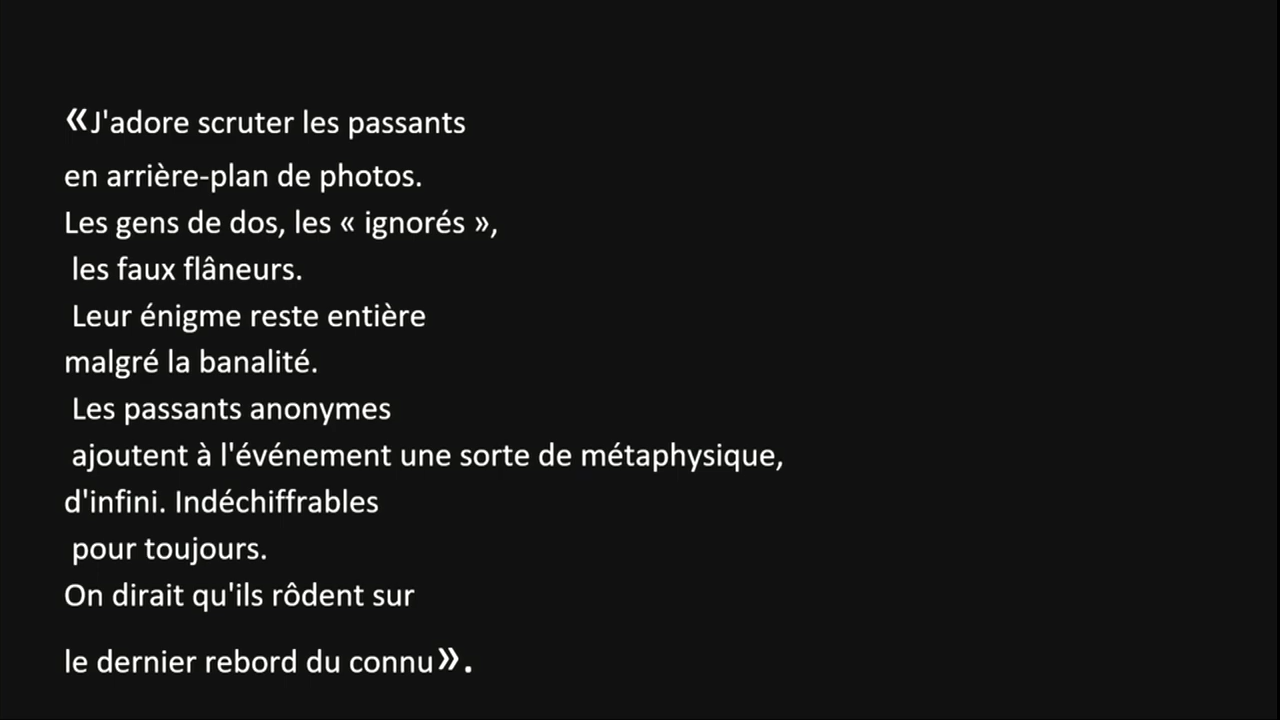 «J'adore scruter les passants
en arrière-plan de photos.
Les gens de dos, les « ignorés »,
les faux flâneurs.
Leur énigme reste entière
malgré la banalité.
Les passants anonymes
ajoutent à l'événement une sorte de métaphysique,
d'infini. Indéchiffrables
pour toujours.
On dirait qu'ils rôdent sur
le dernier rebord du connu».